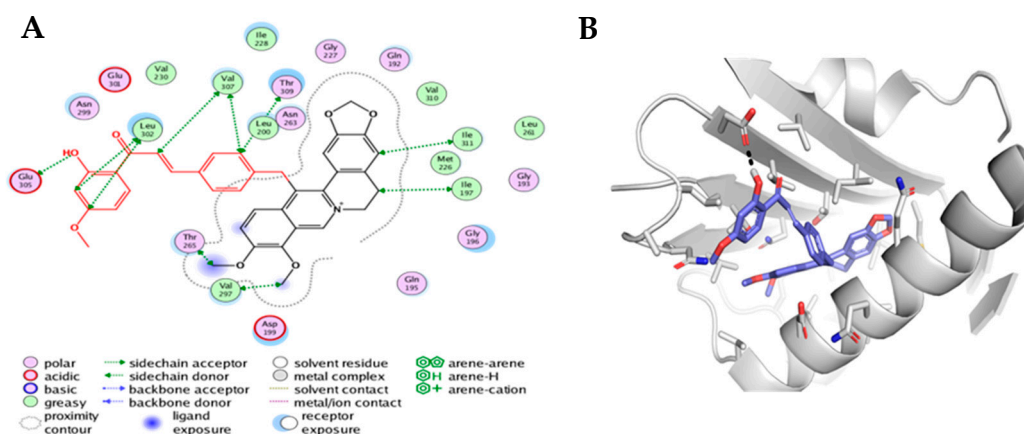 A
B
Ile
228
Gly
227
Gln
192
Glu
301
Val
230
Val
307
Thr
309
Val
310
Asn
299
Leu
302
Leu
200
Asn
263
Leu
261
Ile
311
Met
226
HO
O
Glu
305
Ile
197
Gly
193
N+
O
O
O
Thr
265
Gly
196
O
O
Val
297
Gln
195
Asp
199
polar
acidic
basic
greasy
proximity
contour
sidechain acceptor
sidechain donor
backbone acceptor
backbone donor
ligand
exposure
solvent residue
metal complex
solvent contact
metal/ion contact
receptor
exposure
arene-arene
H arene-H
+ arene-cation